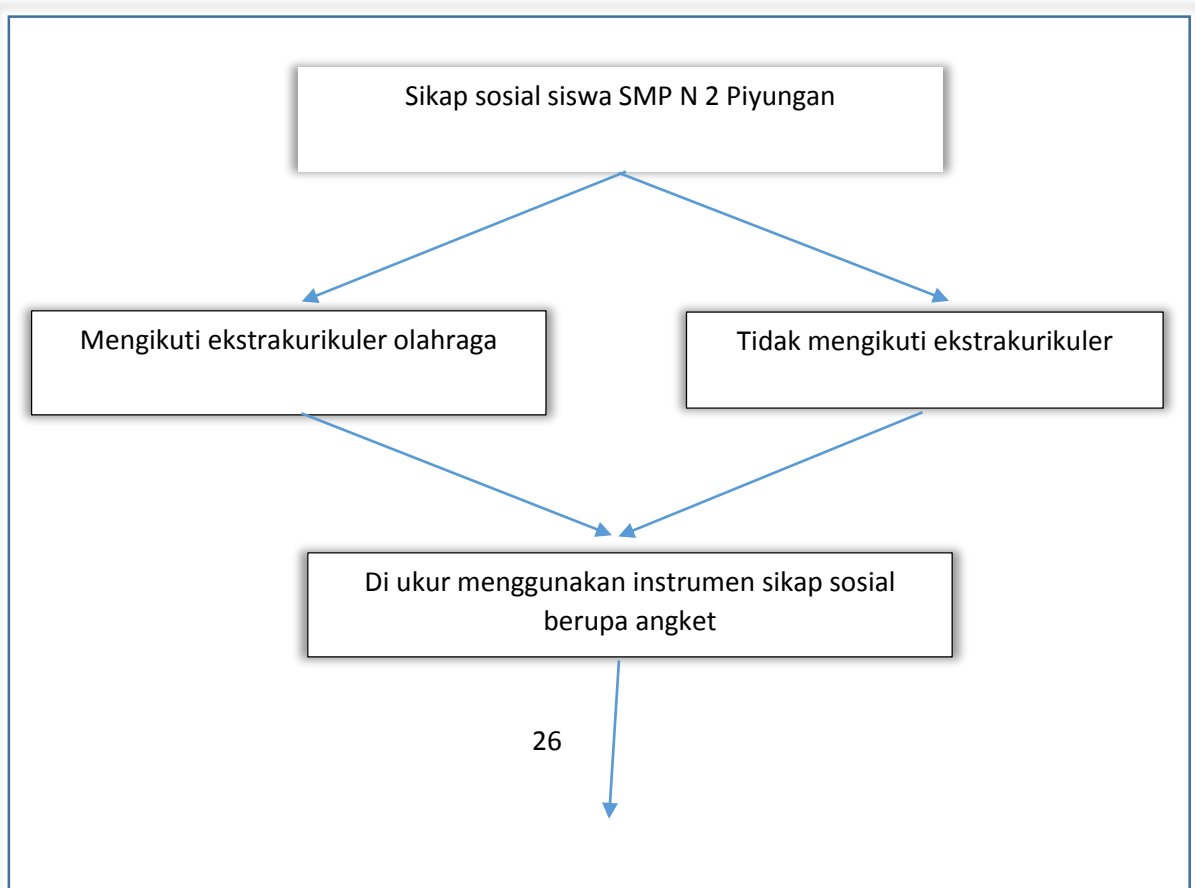 Sikap sosial siswa SMP N 2 Piyungan
Mengikuti ekstrakurikuler olahraga
Tidak mengikuti ekstrakurikuler
Di ukur menggunakan instrumen sikap sosial
berupa angket
26